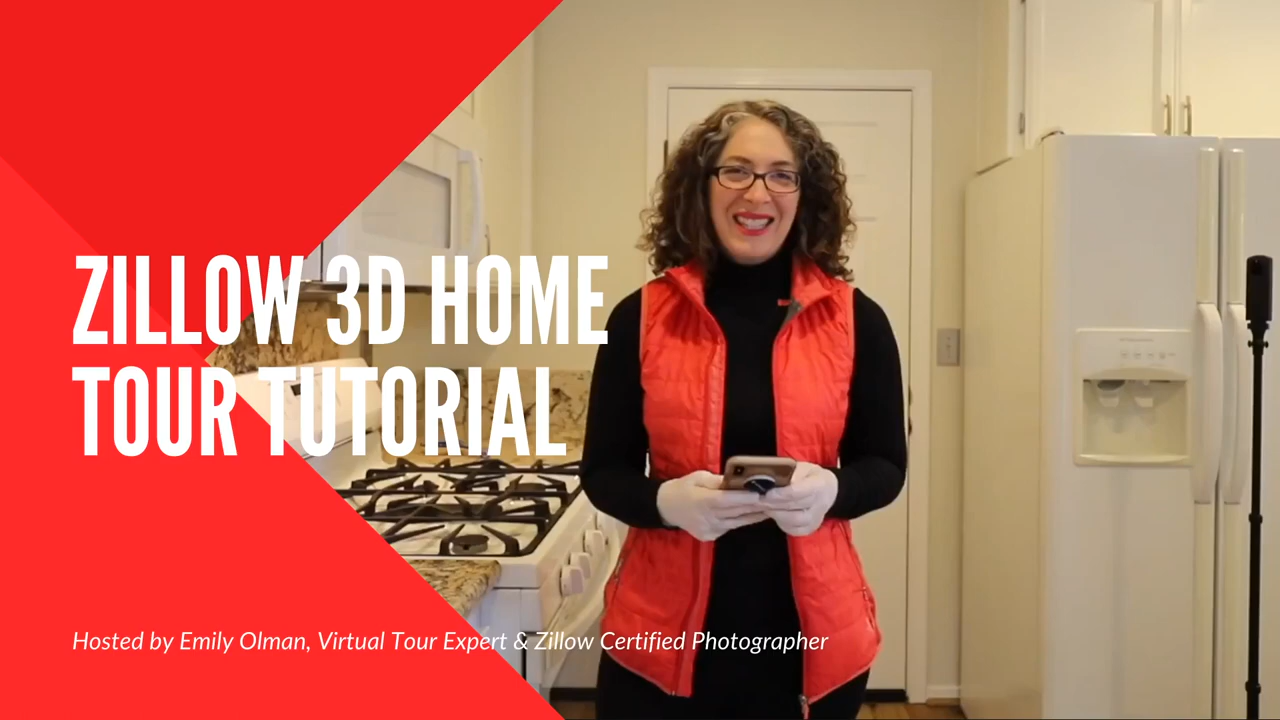 ZILLOW 3D HOME
TOUR TUTORIAL
Hosted by Emily Olman, Virtual Tour Expert & Zillow Certified Photographer